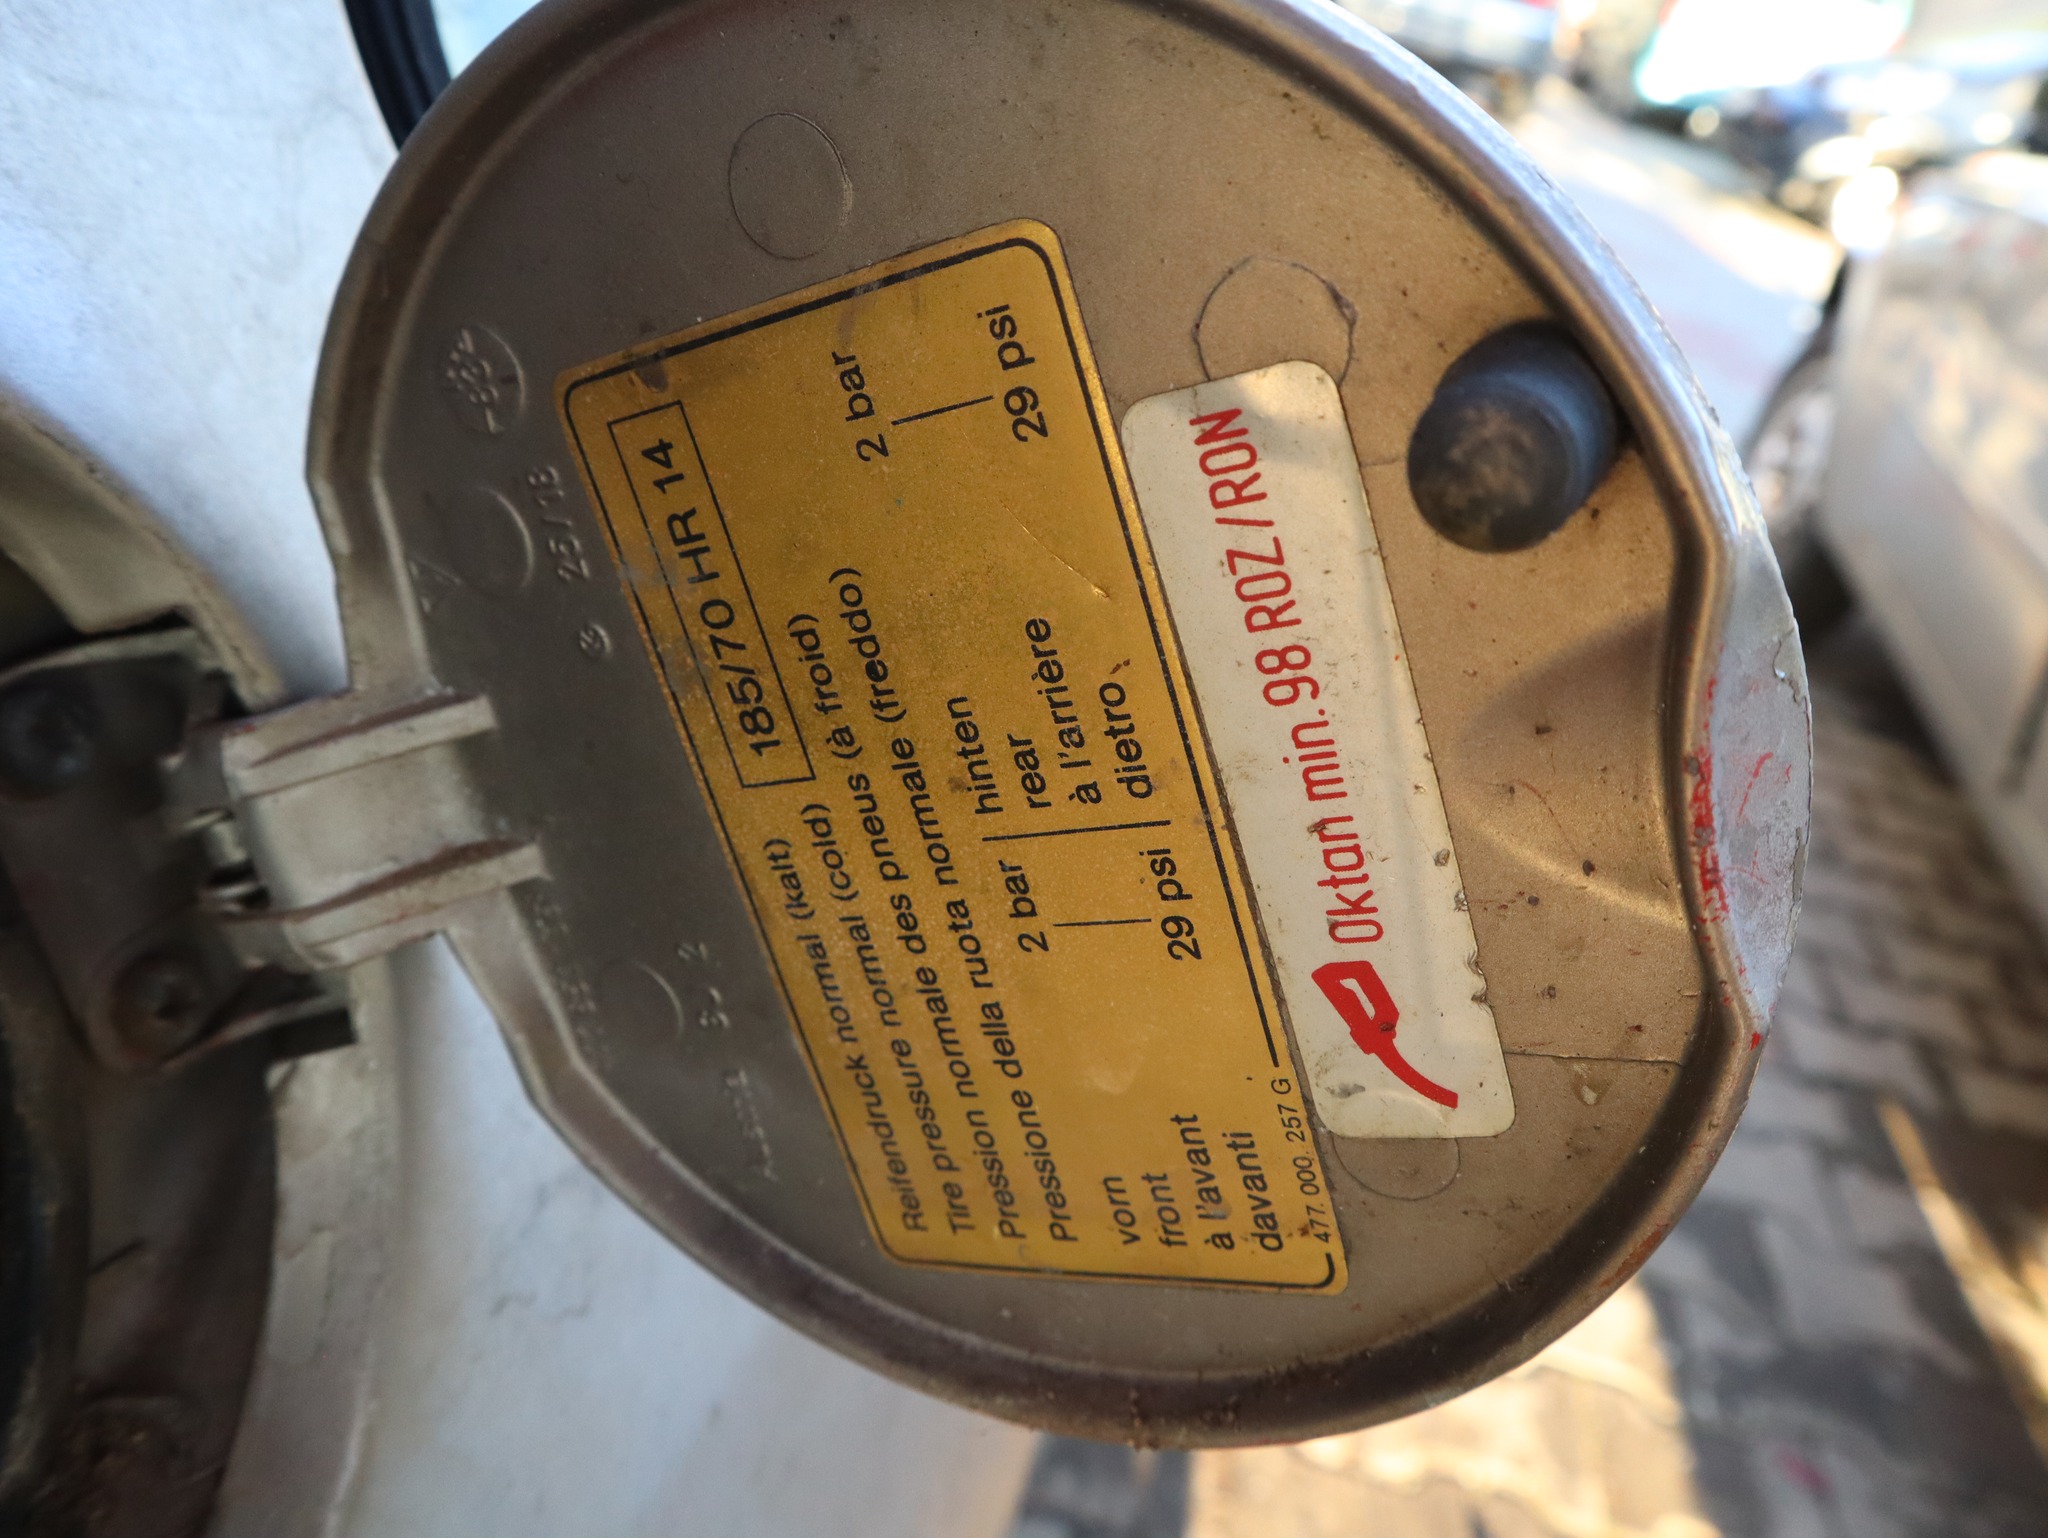 185/70 HR 14
Reifendruck normal (kalt)
Tire pressure normal (cold)
Pression normale des pneus (à froid)
Pressione della ruota normale (freddo)
vorn
front
à l'avant
davanti
2 bar
29 psi
hinten
rear
à l'arrière
dietro
2 bar
29 psi
477. 000. 257 G
Oktan min. 98 ROZ/RON